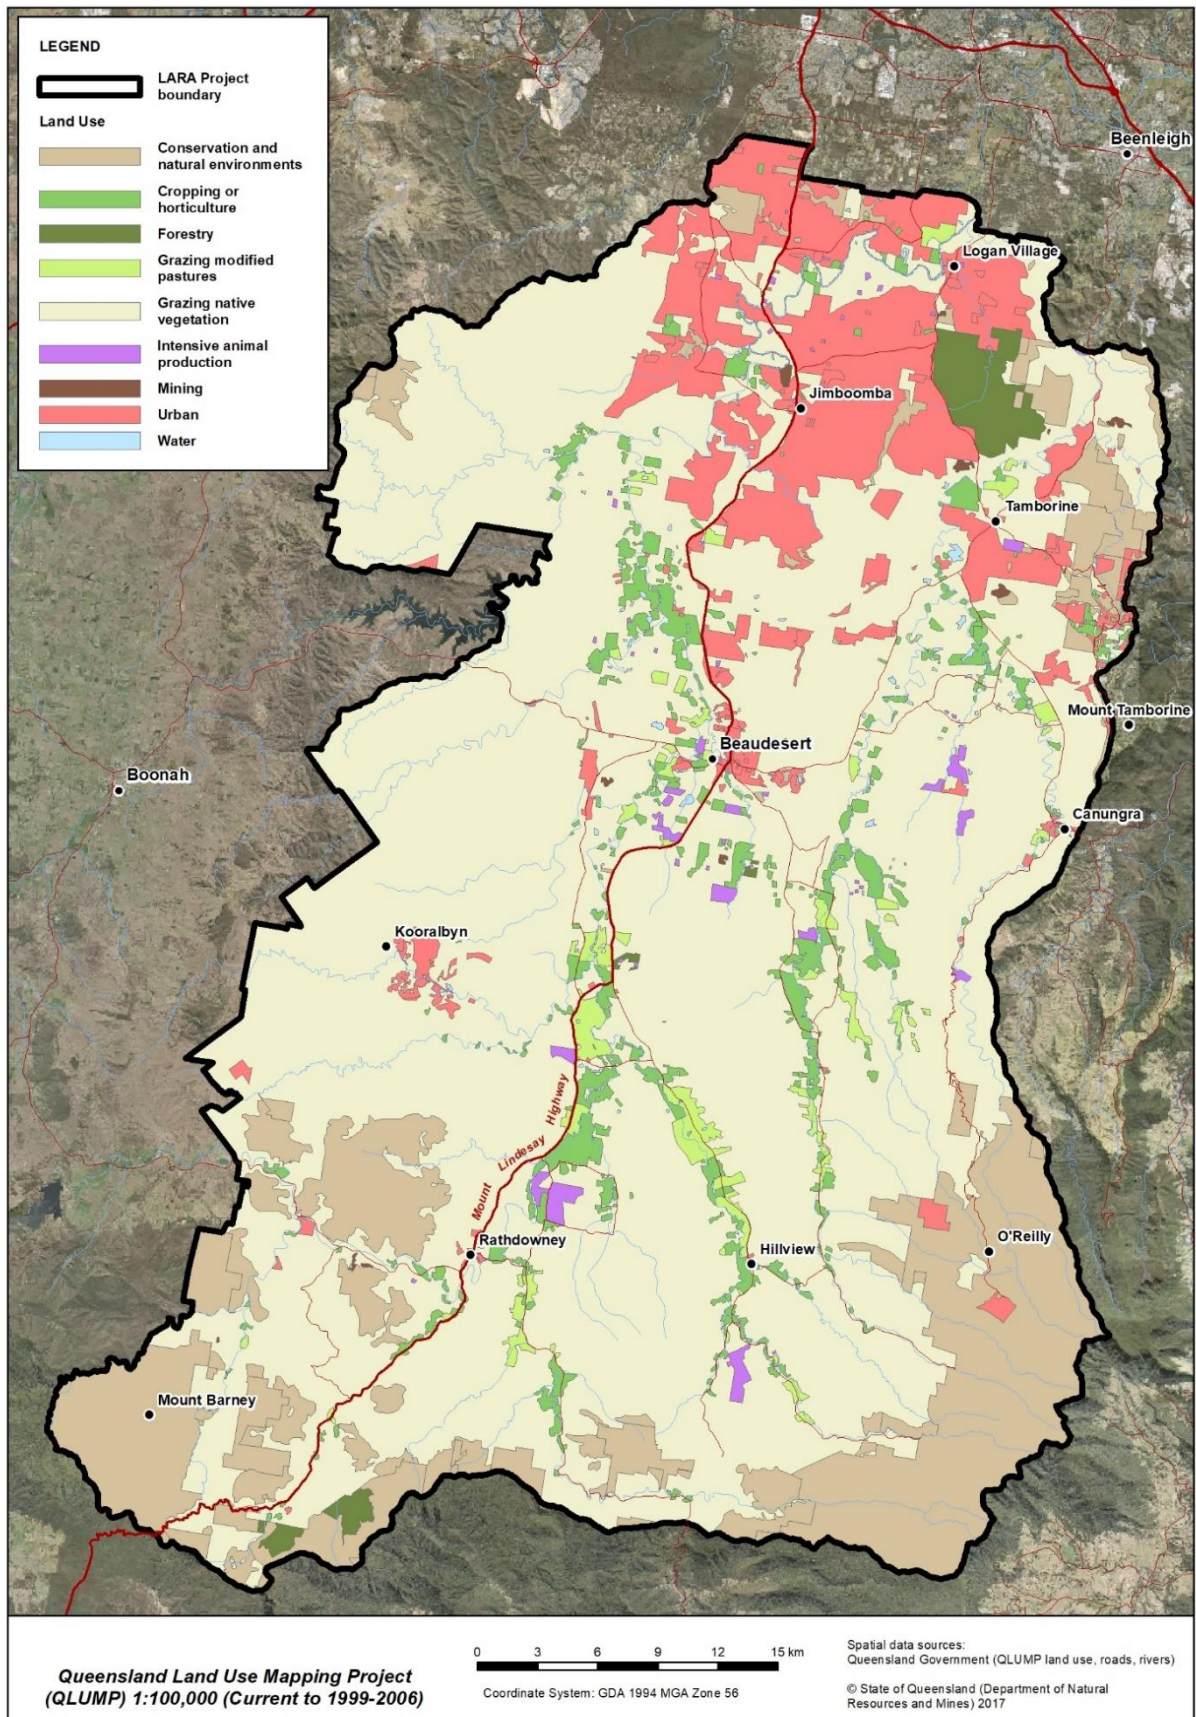 LEGEND
LARA Project
boundary
Land Use
Conservation and
natural environments
Cropping or
horticulture
Forestry
Grazing modified
pastures
Grazing native
vegetation
Intensive animal
production
Mining
Urban
Water
Beenleigh
Logan Village
Jimboomba
Tamborine
Mount Tamborine
Beaudesert
Boonah
Canungra
Kooralbyn
Mount Lindesay Highway
Rathdowney
Hillview
O'Reilly
Mount Barney
Queensland Land Use Mapping Project
(QLUMP) 1:100,000 (Current to 1999-2006)
0 3 6 9 12 15 km
Coordinate System: GDA 1994 MGA Zone 56
Spatial data sources:
Queensland Government (QLUMP land use, roads, rivers)
© State of Queensland (Department of Natural
Resources and Mines) 2017